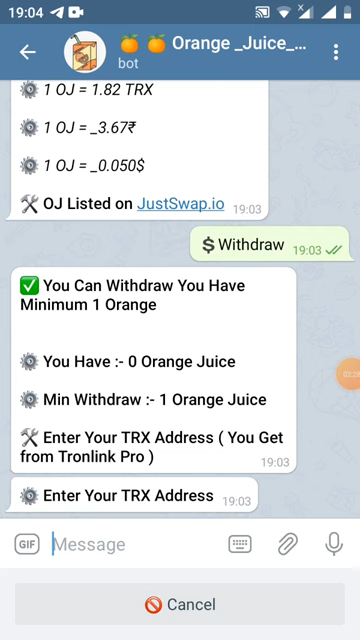 19:04
Orange _Juice_...
bot
1 OJ = 1.82 TRX
1 OJ = _3.67₹
1 OJ = _0.050$
OJ Listed on JustSwap.io 19:03
$ Withdraw 19:03
You Can Withdraw You Have
Minimum 1 Orange
You Have :- 0 Orange Juice
Min Withdraw :- 1 Orange Juice
Enter Your TRX Address ( You Get
from Tronlink Pro )
19:03
Enter Your TRX Address 19:03
GIF Message
Cancel